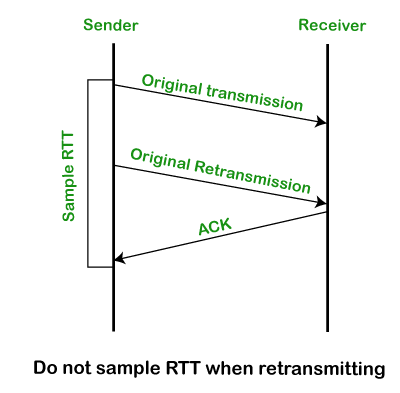 Sender
Receiver
Original transmission
Sample RTT
Original Retransmission
ACK
Do not sample RTT when retransmitting